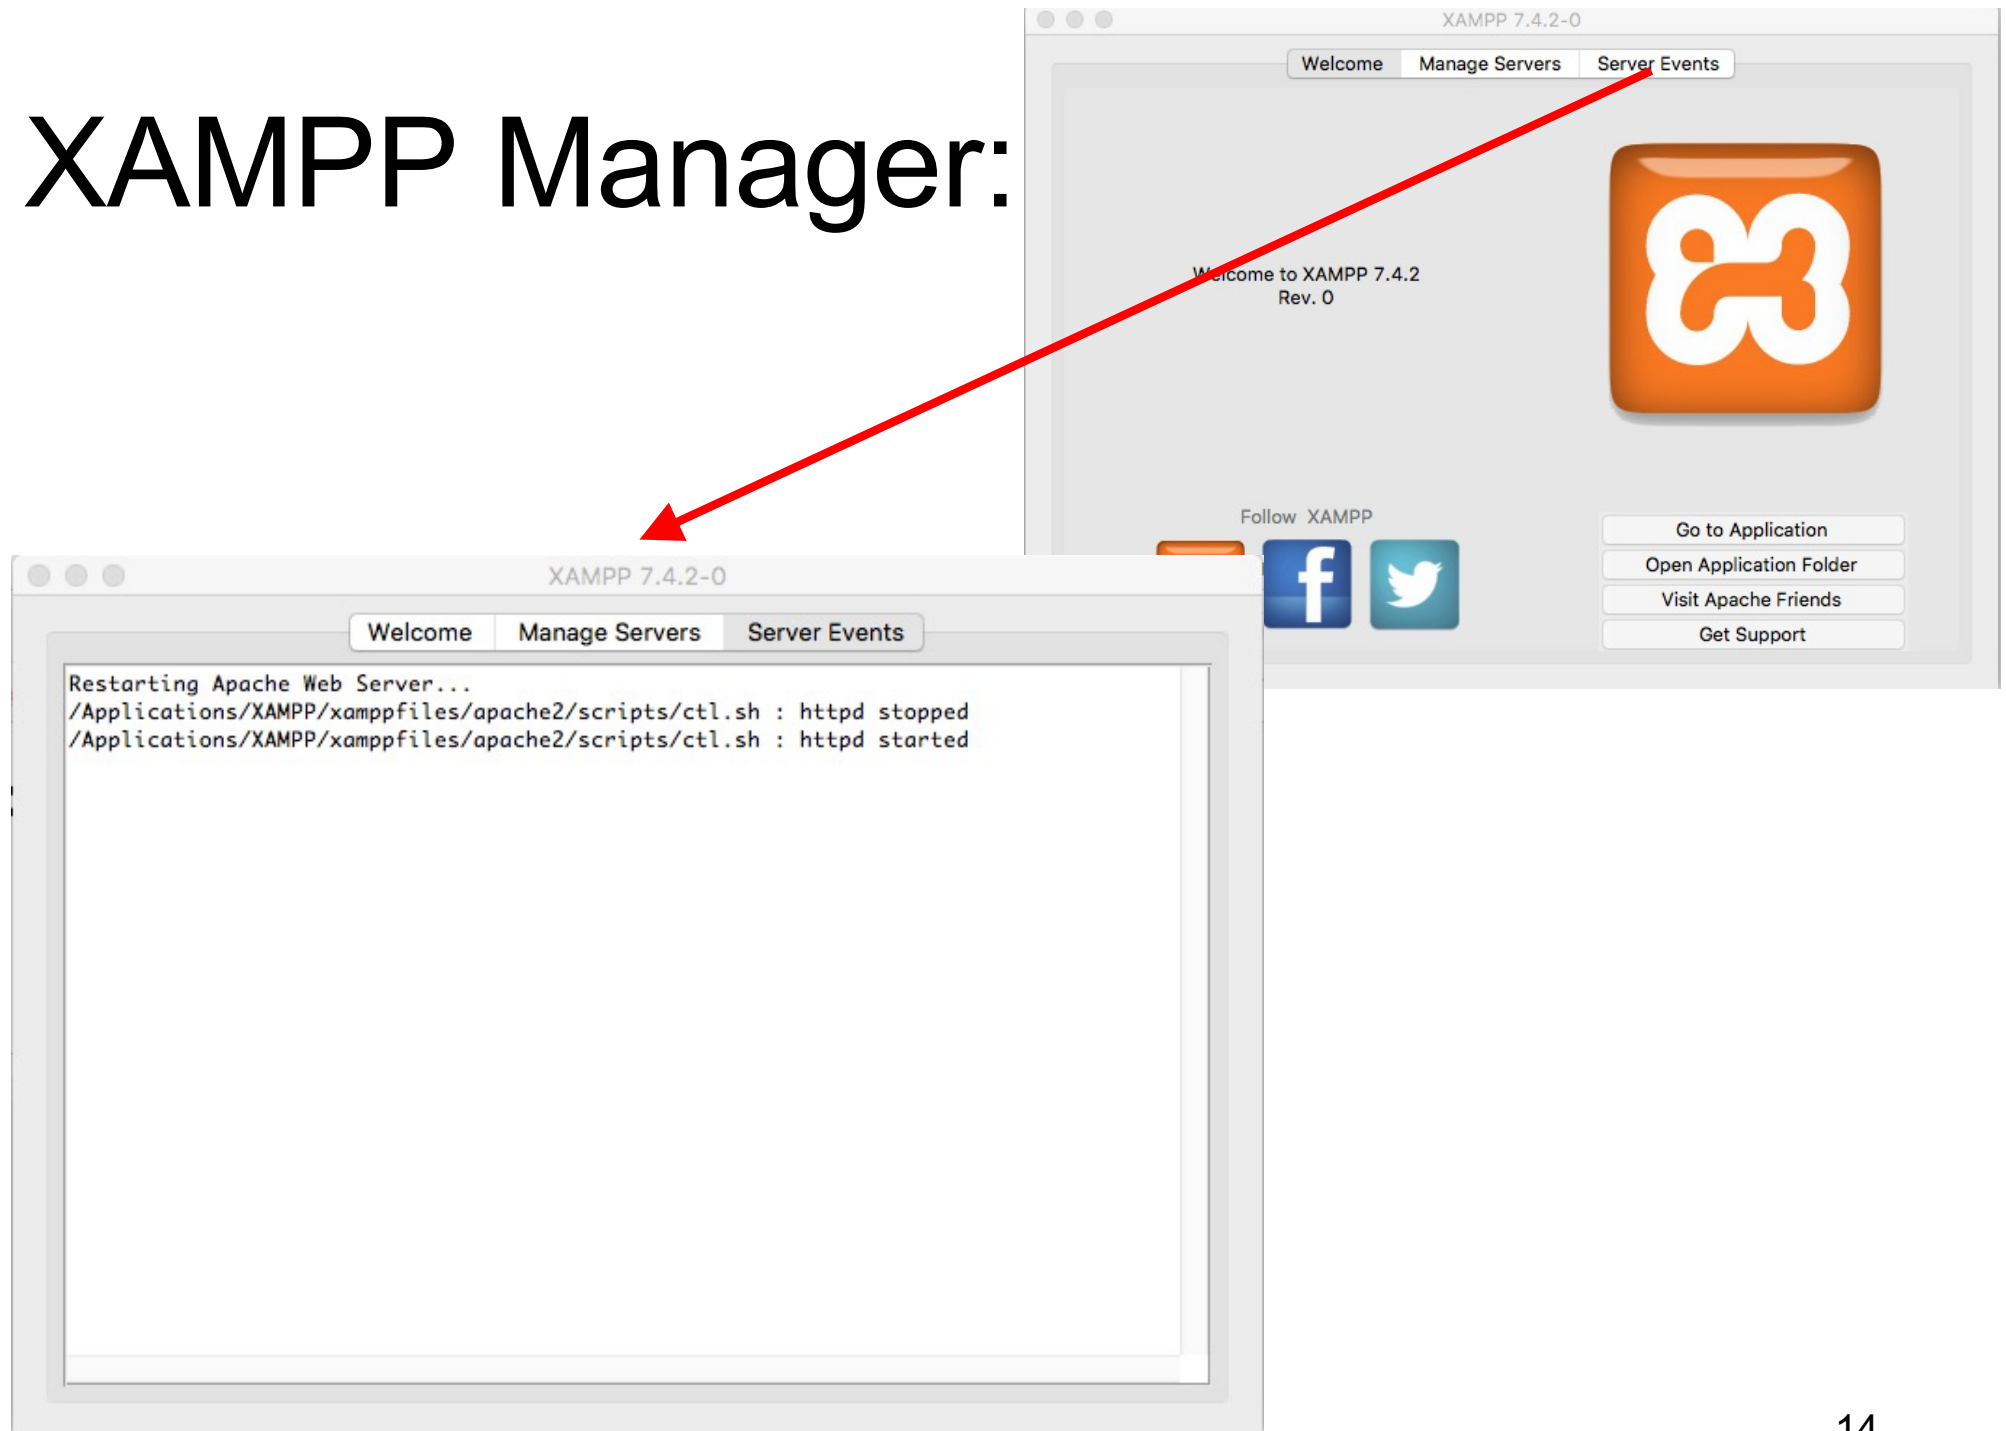 XAMPP Manager:
XAMPP 7.4.2-0
Welcome Manage Servers Server Events
Welcome to XAMPP 7.4.2
Rev. 0
Follow XAMPP
Go to Application
Open Application Folder
Visit Apache Friends
Get Support
XAMPP 7.4.2-0
Welcome Manage Servers Server Events
Restarting Apache Web Server...
/Applications/XAMPP/xamppfiles/apache2/scripts/ctl.sh : httpd stopped
/Applications/XAMPP/xamppfiles/apache2/scripts/ctl.sh : httpd started
14